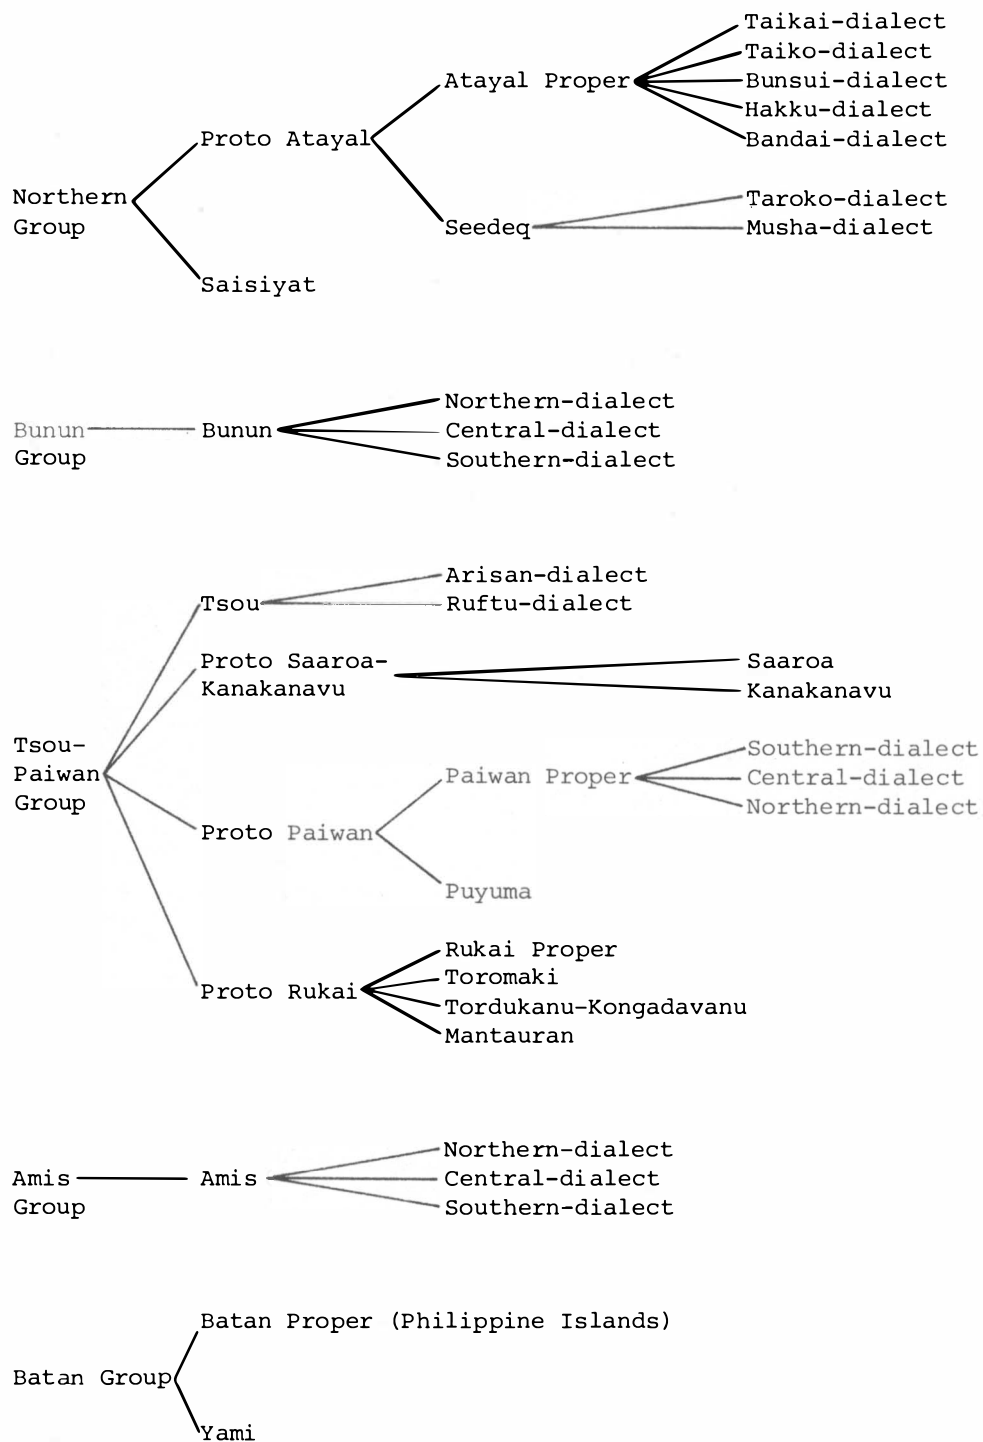 Taikai-dialect
Taiko-dialect
Atayal Proper
Bunsui-dialect
Hakku-dialect
Proto Atayal
Bandai-dialect
Northern
Group
Taroko-dialect
Seedeq
Musha-dialect
Saisiyat
Northern-dialect
Bunun
Group
Bunun
Central-dialect
Southern-dialect
Arisan-dialect
Tsou
Ruftu-dialect
Proto Saaroa-
Kanakanavu
Saaroa
Kanakanavu
Tsou-
Paiwan
Group
Southern-dialect
Paiwan Proper
Central-dialect
Northern-dialect
Proto Paiwan
Puyuma
Rukai Proper
Toromaki
Proto Rukai
Tordukanu-Kongadavanu
Mantauran
Northern-dialect
Amis
Group
Amis
Central-dialect
Southern-dialect
Batan Proper (Philippine Islands)
Batan Group
Yami